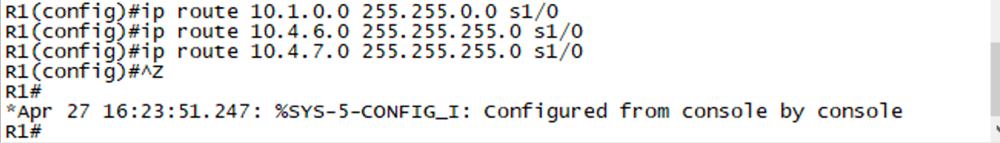 R1(config)#ip route 10.1.0.0 255.255.0.0 s1/0
R1(config)#ip route 10.4.6.0 255.255.255.0 s1/0
R1(config)#ip route 10.4.7.0 255.255.255.0 s1/0
R1(config)#^Z
R1#
*Apr 27 16:23:51.247: %SYS-5-CONFIG_I: Configured from console by console
R1#